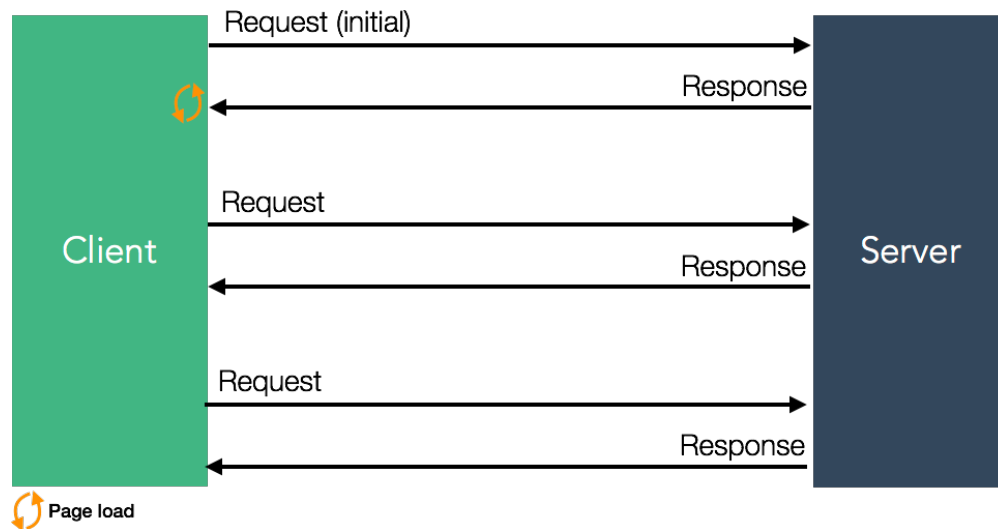 Request (initial)
Response
Request
Client
Server
Response
Request
Response
Page load